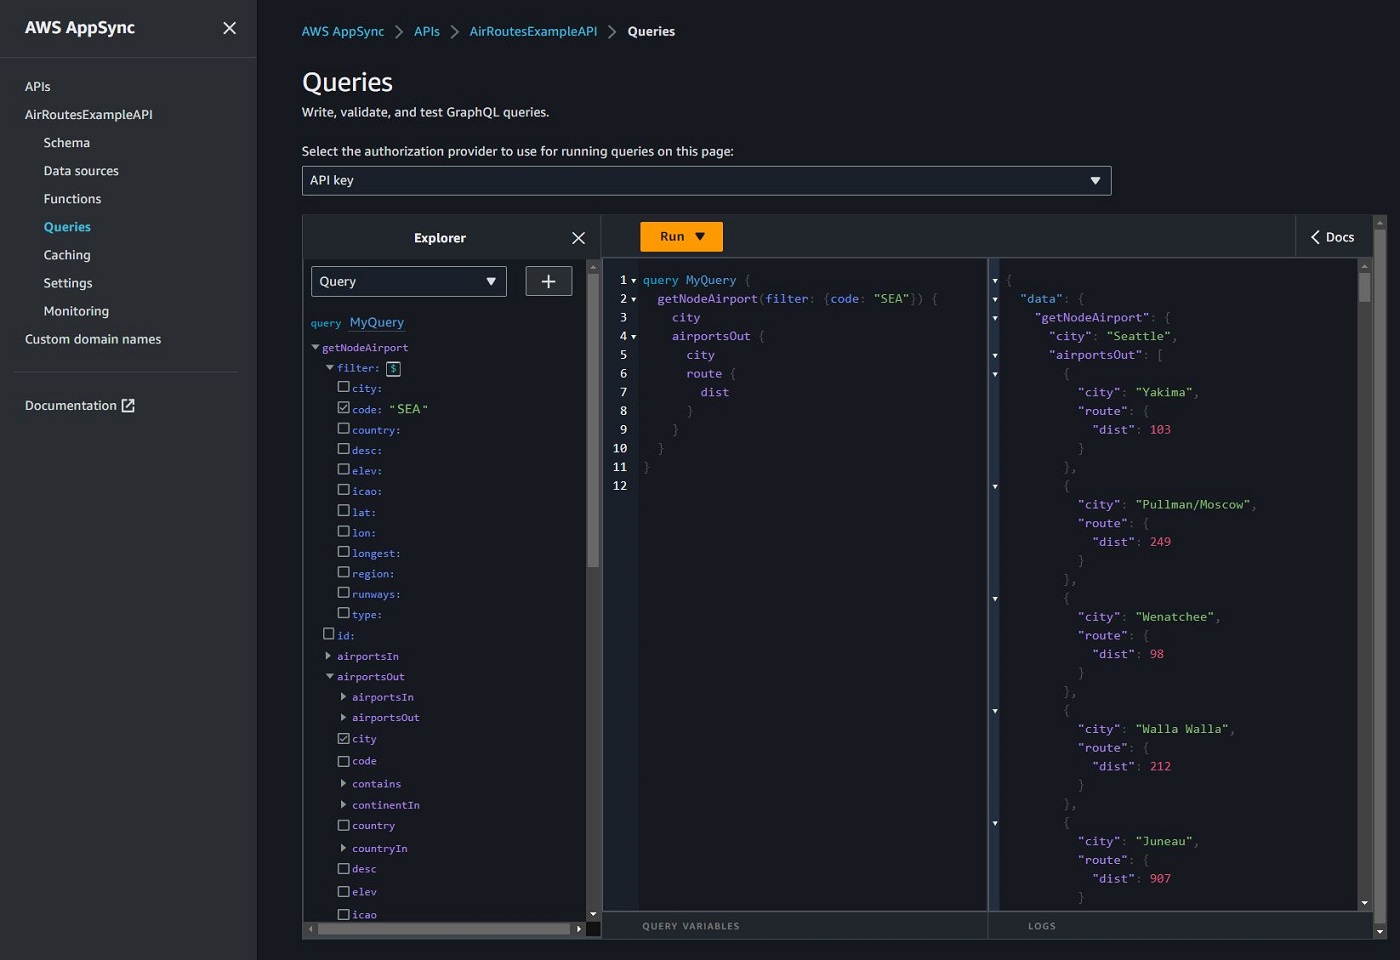 AWS AppSync
APIs
AirRoutesExampleAPI
Schema
Data sources
Functions
Queries
Caching
Settings
Monitoring
Custom domain names
Documentation
AWS AppSync > APIs > AirRoutesExampleAPI > Queries
Queries
Write, validate, and test GraphQL queries.
Select the authorization provider to use for running queries on this page:
API key
Explorer
Query
query MyQuery
getNodeAirport
filter: $
city:
code: "SEA"
country:
desc:
elev:
icao:
lat:
lon:
longest:
region:
runways:
type:
id:
airportsIn
airportsOut
airportsIn
airportsOut
city
code
contains
continentIn
country
countryIn
desc
elev
icao
Run
Docs
1 query MyQuery {
2 getNodeAirport(filter: {code: "SEA"}) {
3 city
4 airportsOut {
5 city
6 route {
7 dist
8 }
9 }
10 }
11 }
12
QUERY VARIABLES
{
"data": {
"getNodeAirport": {
"city": "Seattle",
"airportsOut": [
{
"city": "Yakima",
"route": {
"dist": 103
}
},
{
"city": "Pullman/Moscow",
"route": {
"dist": 249
}
},
{
"city": "Wenatchee",
"route": {
"dist": 98
}
},
{
"city": "Walla Walla",
"route": {
"dist": 212
}
},
{
"city": "Juneau",
"route": {
"dist": 907
}
LOGS